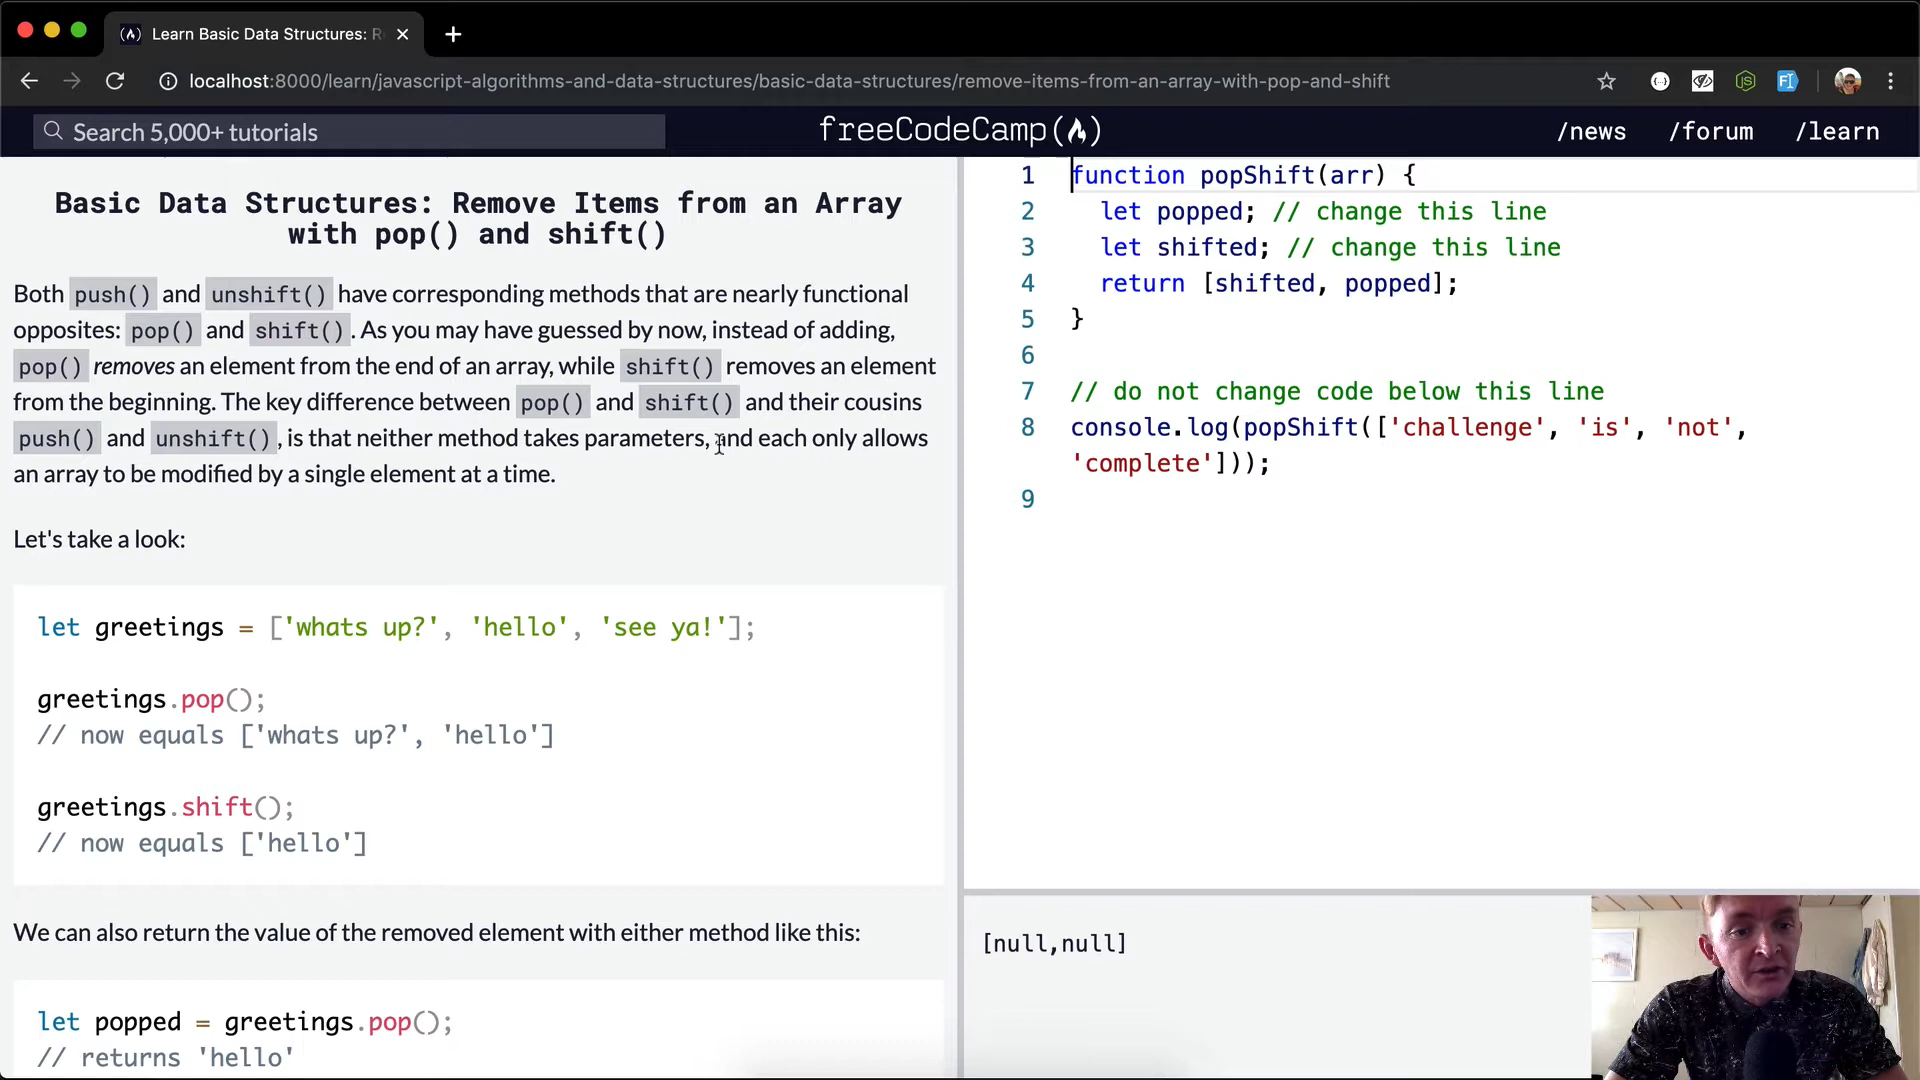 Learn Basic Data Structures: R
localhost:8000/learn/javascript-algorithms-and-data-structures/basic-data-structures/remove-items-from-an-array-with-pop-and-shift
Search 5,000+ tutorials
freeCodeCamp(🔥)
/news /forum /learn
Basic Data Structures: Remove Items from an Array
with pop() and shift()
Both push() and unshift() have corresponding methods that are nearly functional
opposites: pop() and shift(). As you may have guessed by now, instead of adding,
pop() removes an element from the end of an array, while shift() removes an element
from the beginning. The key difference between pop() and shift() and their cousins
push() and unshift(), is that neither method takes parameters, and each only allows
an array to be modified by a single element at a time.
Let's take a look:
let greetings = ['whats up?', 'hello', 'see ya!'];
greetings.pop();
// now equals ['whats up?', 'hello']
greetings.shift();
// now equals ['hello']
We can also return the value of the removed element with either method like this:
let popped = greetings.pop();
// returns 'hello'
1 function popShift(arr) {
2 let popped; // change this line
3 let shifted; // change this line
4 return [shifted, popped];
5 }
6
7 // do not change code below this line
8 console.log(popShift(['challenge', 'is', 'not',
'complete']));
9
[null,null]